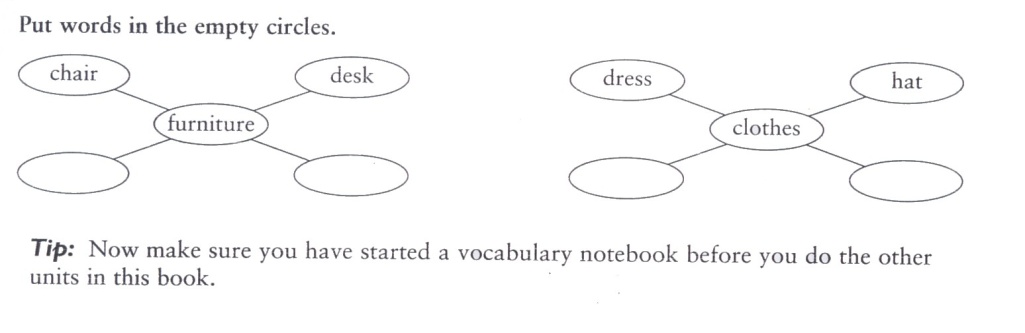 Put words in the empty circles.
chair desk dress hat
furniture clothes
Tip: Now make sure you have started a vocabulary notebook before you do the other
units in this book.